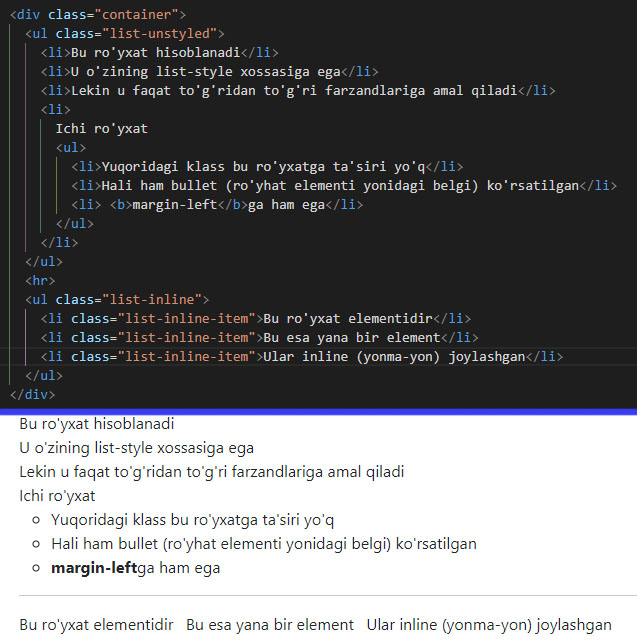 <div class="container">
<ul class="list-unstyled">
<li>Bu ro'yxat hisoblanadi</li>
<li>U o'zining list-style xossasiga ega</li>
<li>Lekin u faqat to'g'ridan to'g'ri farzandlariga amal qiladi</li>
<li>
Ichi ro'yxat
<ul>
<li>Yuqoridagi klass bu ro'yxatga ta'siri yo'q</li>
<li>Hali ham bullet (ro'yhat elementi yonidagi belgi) ko'rsatilgan</li>
<li> <b>margin-left</b>ga ham ega</li>
</ul>
</li>
</ul>
<hr>
<ul class="list-inline">
<li class="list-inline-item">Bu ro'yxat elementidir</li>
<li class="list-inline-item">Bu esa yana bir element</li>
<li class="list-inline-item">Ular inline (yonma-yon) joylashgan</li>
</ul>
</div>
Bu ro'yxat hisoblanadi
U o'zining list-style xossasiga ega
Lekin u faqat to'g'ridan to'g'ri farzandlariga amal qiladi
Ichi ro'yxat
Yuqoridagi klass bu ro'yxatga ta'siri yo'q
Hali ham bullet (ro'yhat elementi yonidagi belgi) ko'rsatilgan
margin-leftga ham ega
Bu ro'yxat elementidir Bu esa yana bir element Ular inline (yonma-yon) joylashgan